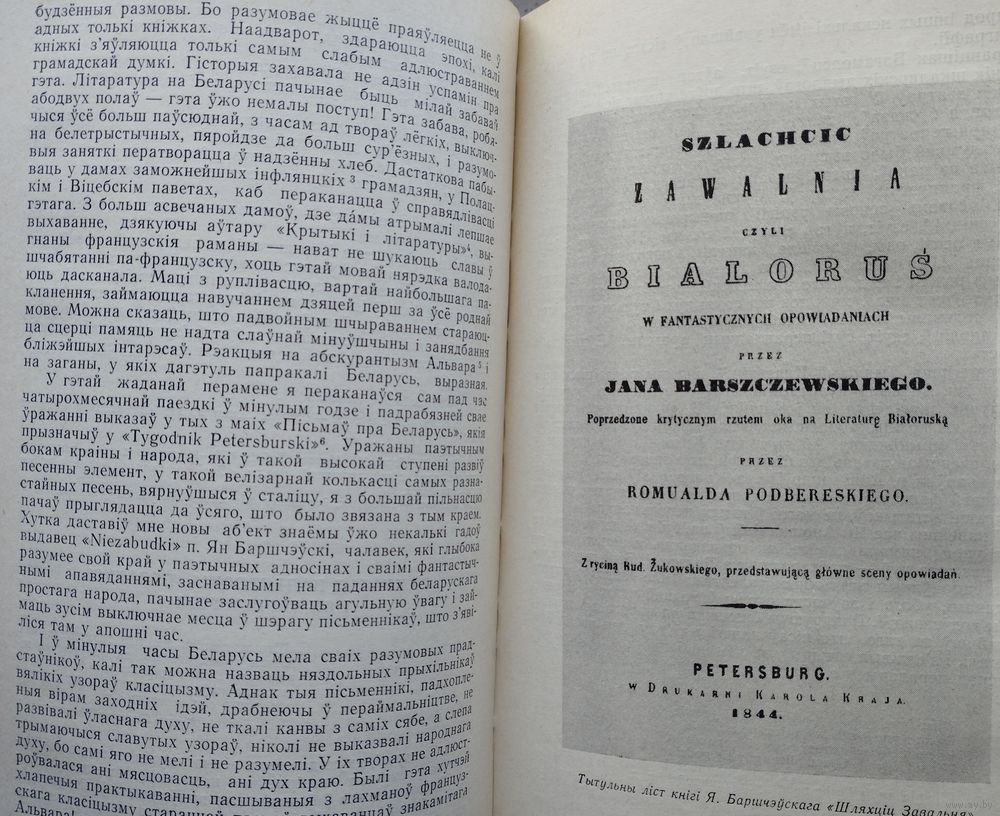 будзённыя размовы. Бо разумовае жыццё праяўляецца не ў
адных толькі кніжках. Наадварот, здараюцца эпохі, калі
кніжкі з'яўляюцца толькі самым слабым адлюстраваннем
грамадскай думкі. Гісторыя захавала не адзін успамін пра
гэта. Літаратура на Беларусі пачынае быць мілай забавай
абодвух полаў — гэта ўжо немалы поступ! Гэта забава, робя-
чыся ўсё больш паўсюднай, з часам ад твораў лёгкіх, выключ-
на белетрыстычных, пяройдзе да больш сур'ёзных, і разумо-
выя заняткі ператворацца ў надзённы хлеб. Дастаткова пабы-
ваць у дамах заможнейшых інфлянцкіх ³ грамадзян, у Полац-
кім і Віцебскім паветах, каб пераканацца ў справядлівасці
гэтага. З больш асвечаных дамоў, дзе да́мы атрымалі лепшае
выхаванне, дзякуючы аўтару «Крытыкі і літаратуры»⁴, вы-
гнаны французскія раманы — нават не шукаюць славы ў
шчабятанні па-французску, хоць гэтай мовай нярэдка валода-
юць дасканала. Маці з руплівасцю, вартай найбольшага па-
кланення, займаюцца навучаннем дзяцей перш за ўсё роднай
мове. Можна сказаць, што падвойным шчыраваннем стараюц-
ца сцерці памяць не надта слаўнай мінуўшчыны і занядбання
бліжэйшых інтарэсаў. Рэакцыя на абскурантызм Альвара ⁵ і
на заганы, у якіх дагэтуль папракалі Беларусь, выразная.
У гэтай жаданай перамене я пераканаўся сам пад час
чатырохмесячнай паездкі ў мінулым годзе і падрабязней свае
ўражанні выказаў у тых з маіх «Пісьмаў пра Беларусь», якія
прызначыў у «Tygodnik Petersburski»⁶. Уражаны паэтычным
бокам краіны і народа, які ў такой высокай ступені развіў
песенны элемент, у такой велізарнай колькасці самых разна-
стайных песень, вярнуўшыся ў сталіцу, я з большай пільнасцю
пачаў прыглядацца да ўсяго, што было звязана з тым краем.
Хутка даставіў мне новы аб'ект знаёмы ўжо некалькі гадоў
выдавец «Niezabudki» п. Ян Баршчэўскі, чалавек, які глыбока
разумее свой край у паэтычных адносінах і сваімі фантастыч-
нымі апавяданнямі, заснаванымі на паданнях беларускага
простага народа, пачынае заслугоўваць агульную ўвагу і зай-
маць зусім выключнае месца ў шэрагу пісьменнікаў, што з'яві-
ліся там у апошні час.
І ў мінулыя часы Беларусь мела сваіх разумовых прад-
стаўнікоў, калі так можна назваць няздольных прыхільнікаў
вялікіх узораў класіцызму. Аднак тыя пісьменнікі, падхопле-
ныя вірам заходніх ідэй, драбнеючы ў перайманьніцтве, не
развівалі ўласнага духу, не ткалі канвы з саміх сябе, а слепа
трымаючыся славутых узораў, ніколі не выказвалі народнага
духу, бо самі яго не мелі і не разумелі. У іх творах не адлюст-
роўвалася ані мясцовасць, ані дух краю. Былі гэта хутчэй
хлапечыя практыкаванні, пасшываныя з лахманоў француз-
скага класіцызму старанней
знакамітага
Альвара!
SZLACHCIC
ZAWALNIA
CZYLI
BIAŁORUŚ
W FANTASTYCZNYCH OPOWIADANIACH
PRZEZ
JANA BARSZCZEWSKIEGO.
Poprzedzone krytycznym rzutem oka na Literaturę Białoruską
PRZEZ
ROMUALDA PODBERESKIEGO.
Z ryciną Rud. Żukowskiego, przedstawującą główne sceny opowiadań.
PETERSBURG.
W DRUKARNI KAROLA KRAJA.
1844.
Тытульны ліст кнігі Я. Баршчэўскага «Шляхціц Завальня».
www.ay.by